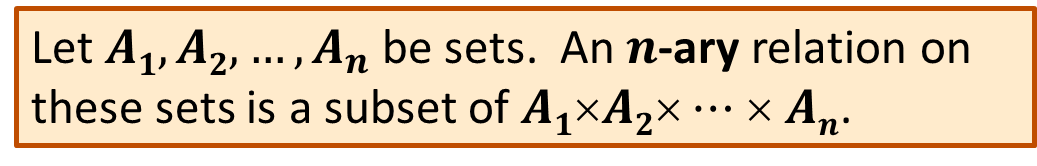 Let A₁, A₂, … , Aₙ be sets. An n-ary relation on
these sets is a subset of A₁×A₂× ⋯ × Aₙ.